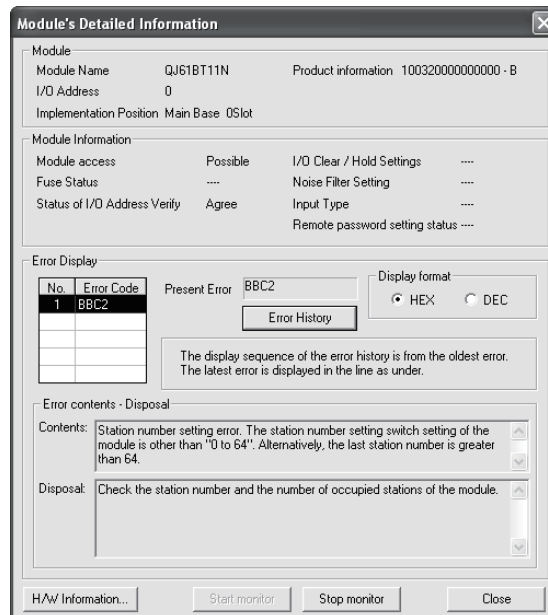 Module's Detailed Information
Module
Module Name QJ61BT11N Product information 100320000000000 - B
I/O Address 0
Implementation Position Main Base 0Slot
Module Information
Module access Possible I/O Clear / Hold Settings ----
Fuse Status ---- Noise Filter Setting ----
Status of I/O Address Verify Agree Input Type ----
Remote password setting status ----
Error Display
Display format
No. Error Code Present Error BBC2 HEX DEC
1 BBC2
Error History
The display sequence of the error history is from the oldest error.
The latest error is displayed in the line as under.
Error contents - Disposal
Contents: Station number setting error. The station number setting switch setting of the
module is other than "0 to 64". Alternatively, the last station number is greater
than 64.
Disposal: Check the station number and the number of occupied stations of the module.
H/W Information... Start monitor Stop monitor Close